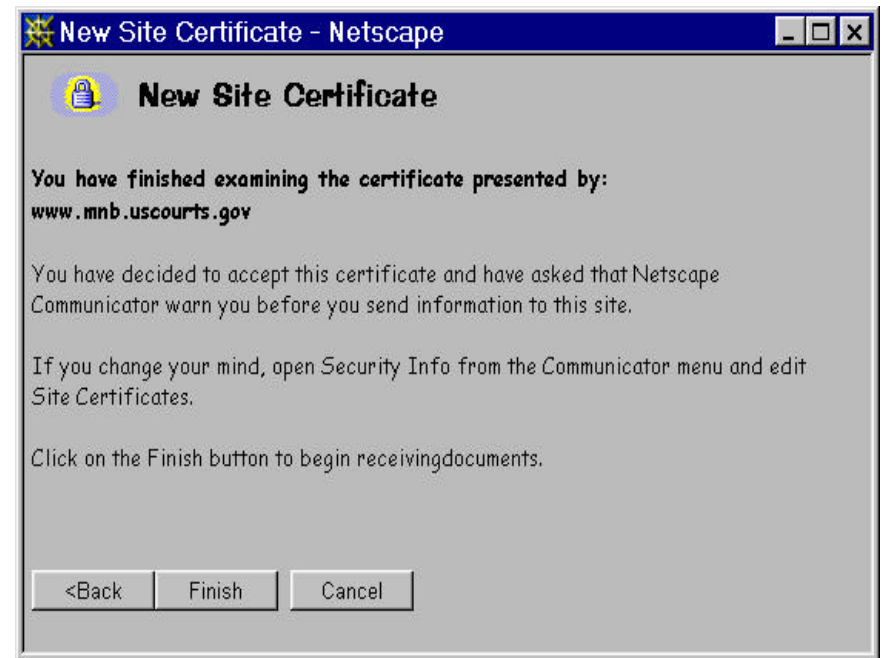 New Site Certificate - Netscape
New Site Certificate
You have finished examining the certificate presented by:
www.mnb.uscourts.gov
You have decided to accept this certificate and have asked that Netscape
Communicator warn you before you send information to this site.
If you change your mind, open Security Info from the Communicator menu and edit
Site Certificates.
Click on the Finish button to begin receivingdocuments.
<Back Finish Cancel